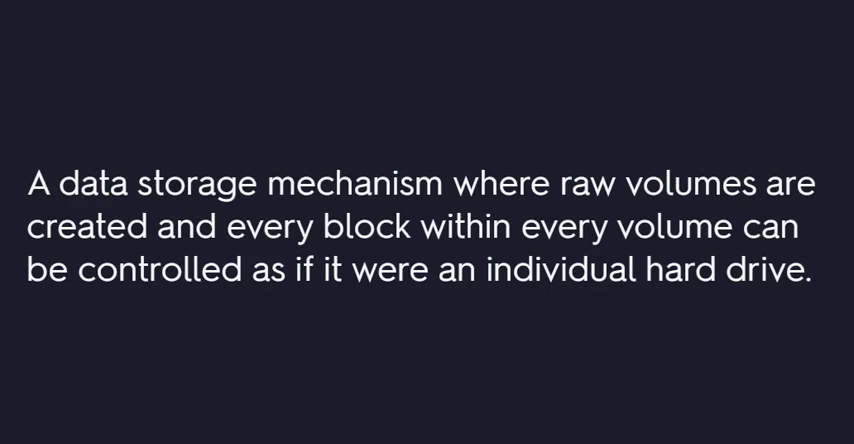 A data storage mechanism where raw volumes are
created and every block within every volume can
be controlled as if it were an individual hard drive.